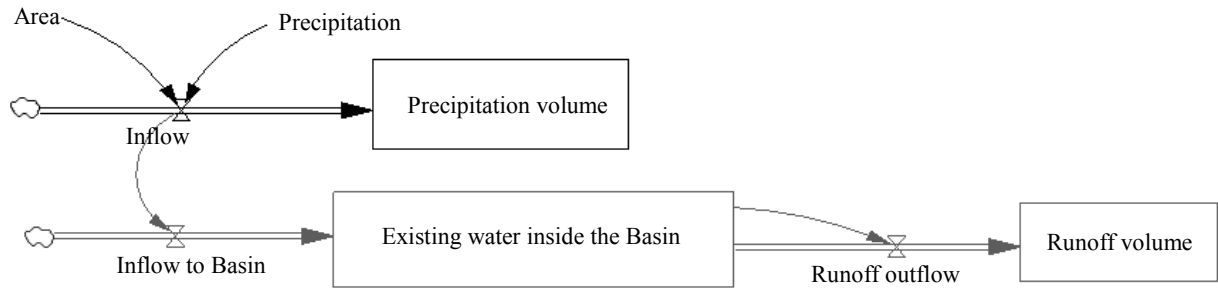 Area
Precipitation
Precipitation volume
Inflow
Existing water inside the Basin
Runoff volume
Inflow to Basin
Runoff outflow